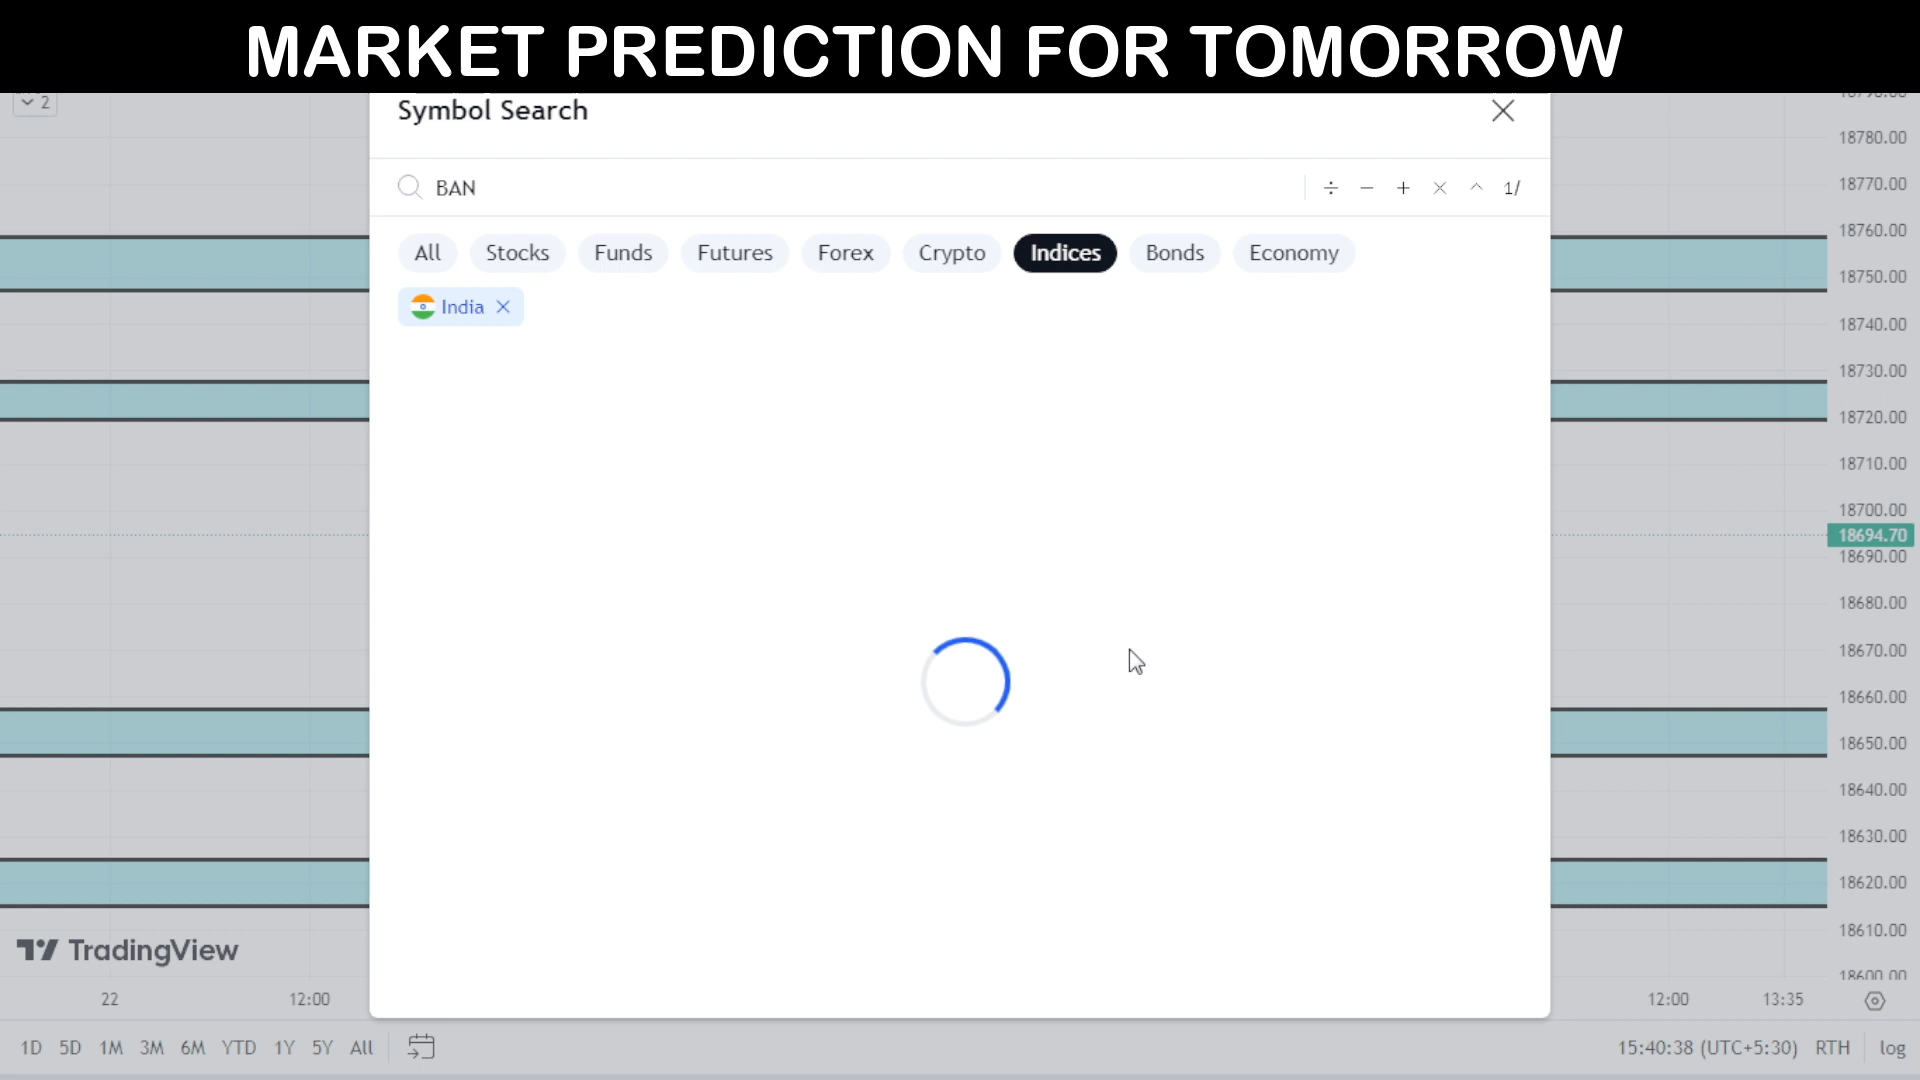 MARKET PREDICTION FOR TOMORROW
2
Symbol Search
BAN
1/
All Stocks Funds Futures Forex Crypto Indices Bonds Economy
India
18780.00
18770.00
18760.00
18750.00
18740.00
18730.00
18720.00
18710.00
18700.00
18694.70
18690.00
18680.00
18670.00
18660.00
18650.00
18640.00
18630.00
18620.00
18610.00
18600.00
TradingView
22 12:00 12:00 13:35
1D 5D 1M 3M 6M YTD 1Y 5Y All 15:40:38 (UTC+5:30) RTH log